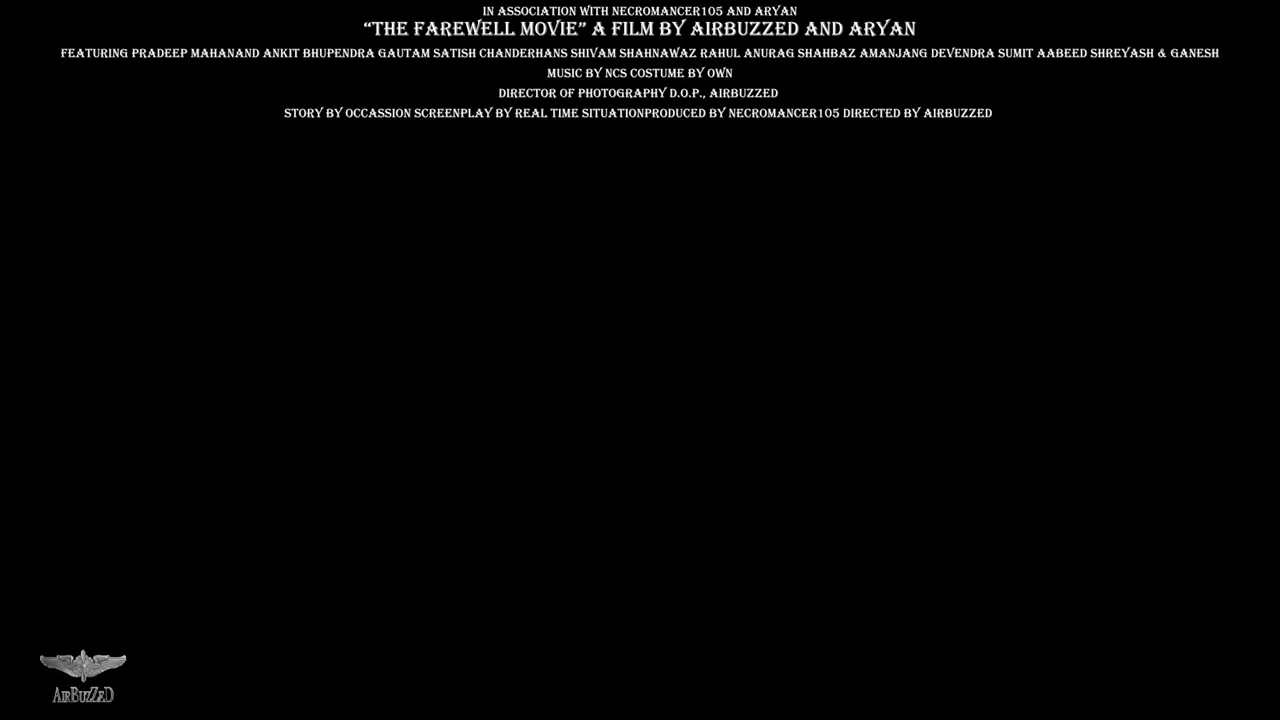 IN ASSOCIATION WITH NECROMANCER105 AND ARYAN
“THE FAREWELL MOVIE” A FILM BY AIRBUZZED AND ARYAN
FEATURING PRADEEP MAHANAND ANKIT BHUPENDRA GAUTAM SATISH CHANDERHANS SHIVAM SHAHNAWAZ RAHUL ANURAG SHAHBAZ AMANJANG DEVENDRA SUMIT AABEED SHREYASH & GANESH
MUSIC BY NCS COSTUME BY OWN
DIRECTOR OF PHOTOGRAPHY D.O.P., AIRBUZZED
STORY BY OCCASSION SCREENPLAY BY REAL TIME SITUATIONPRODUCED BY NECROMANCER105 DIRECTED BY AIRBUZZED
AIRBUZZED